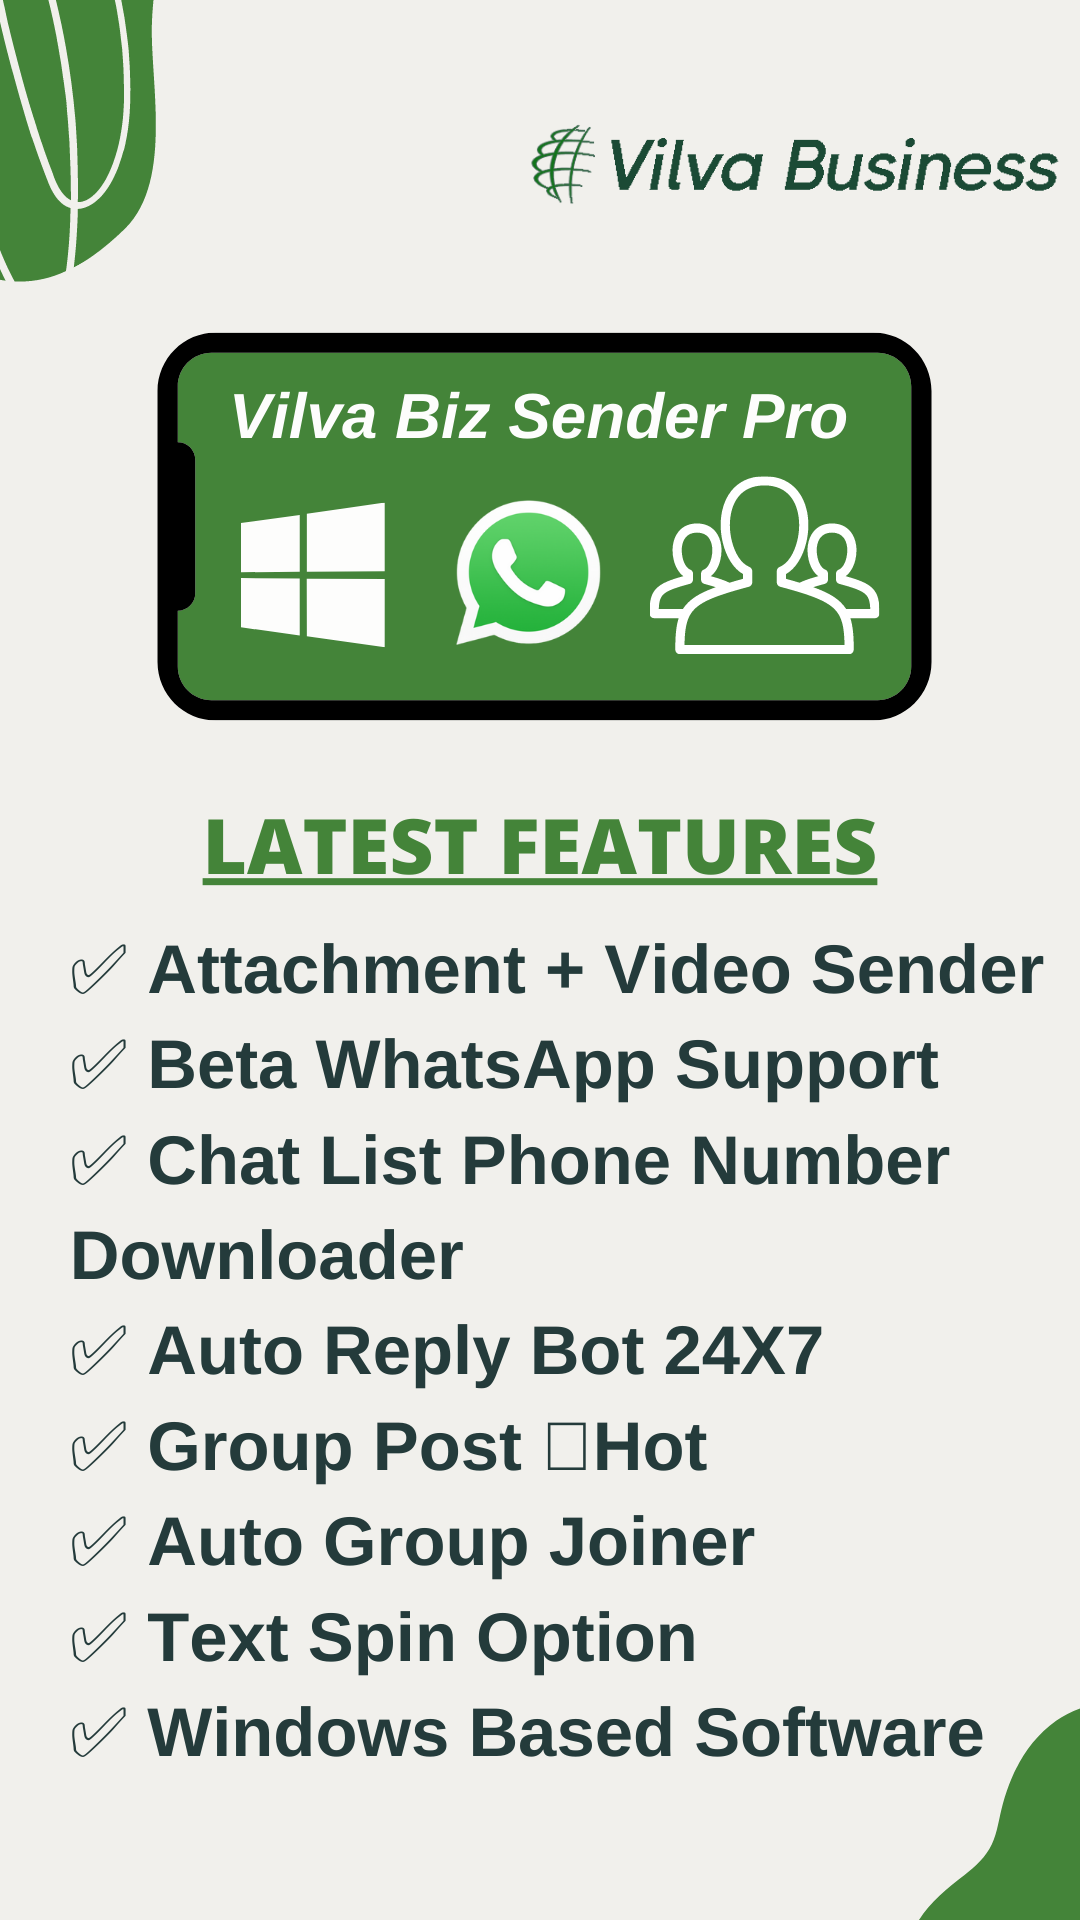 Vilva Business
Vilva Biz Sender Pro
LATEST FEATURES
✅ Attachment + Video Sender
✅ Beta WhatsApp Support
✅ Chat List Phone Number
Downloader
✅ Auto Reply Bot 24X7
✅ Group Post Hot
✅ Auto Group Joiner
✅ Text Spin Option
✅ Windows Based Software